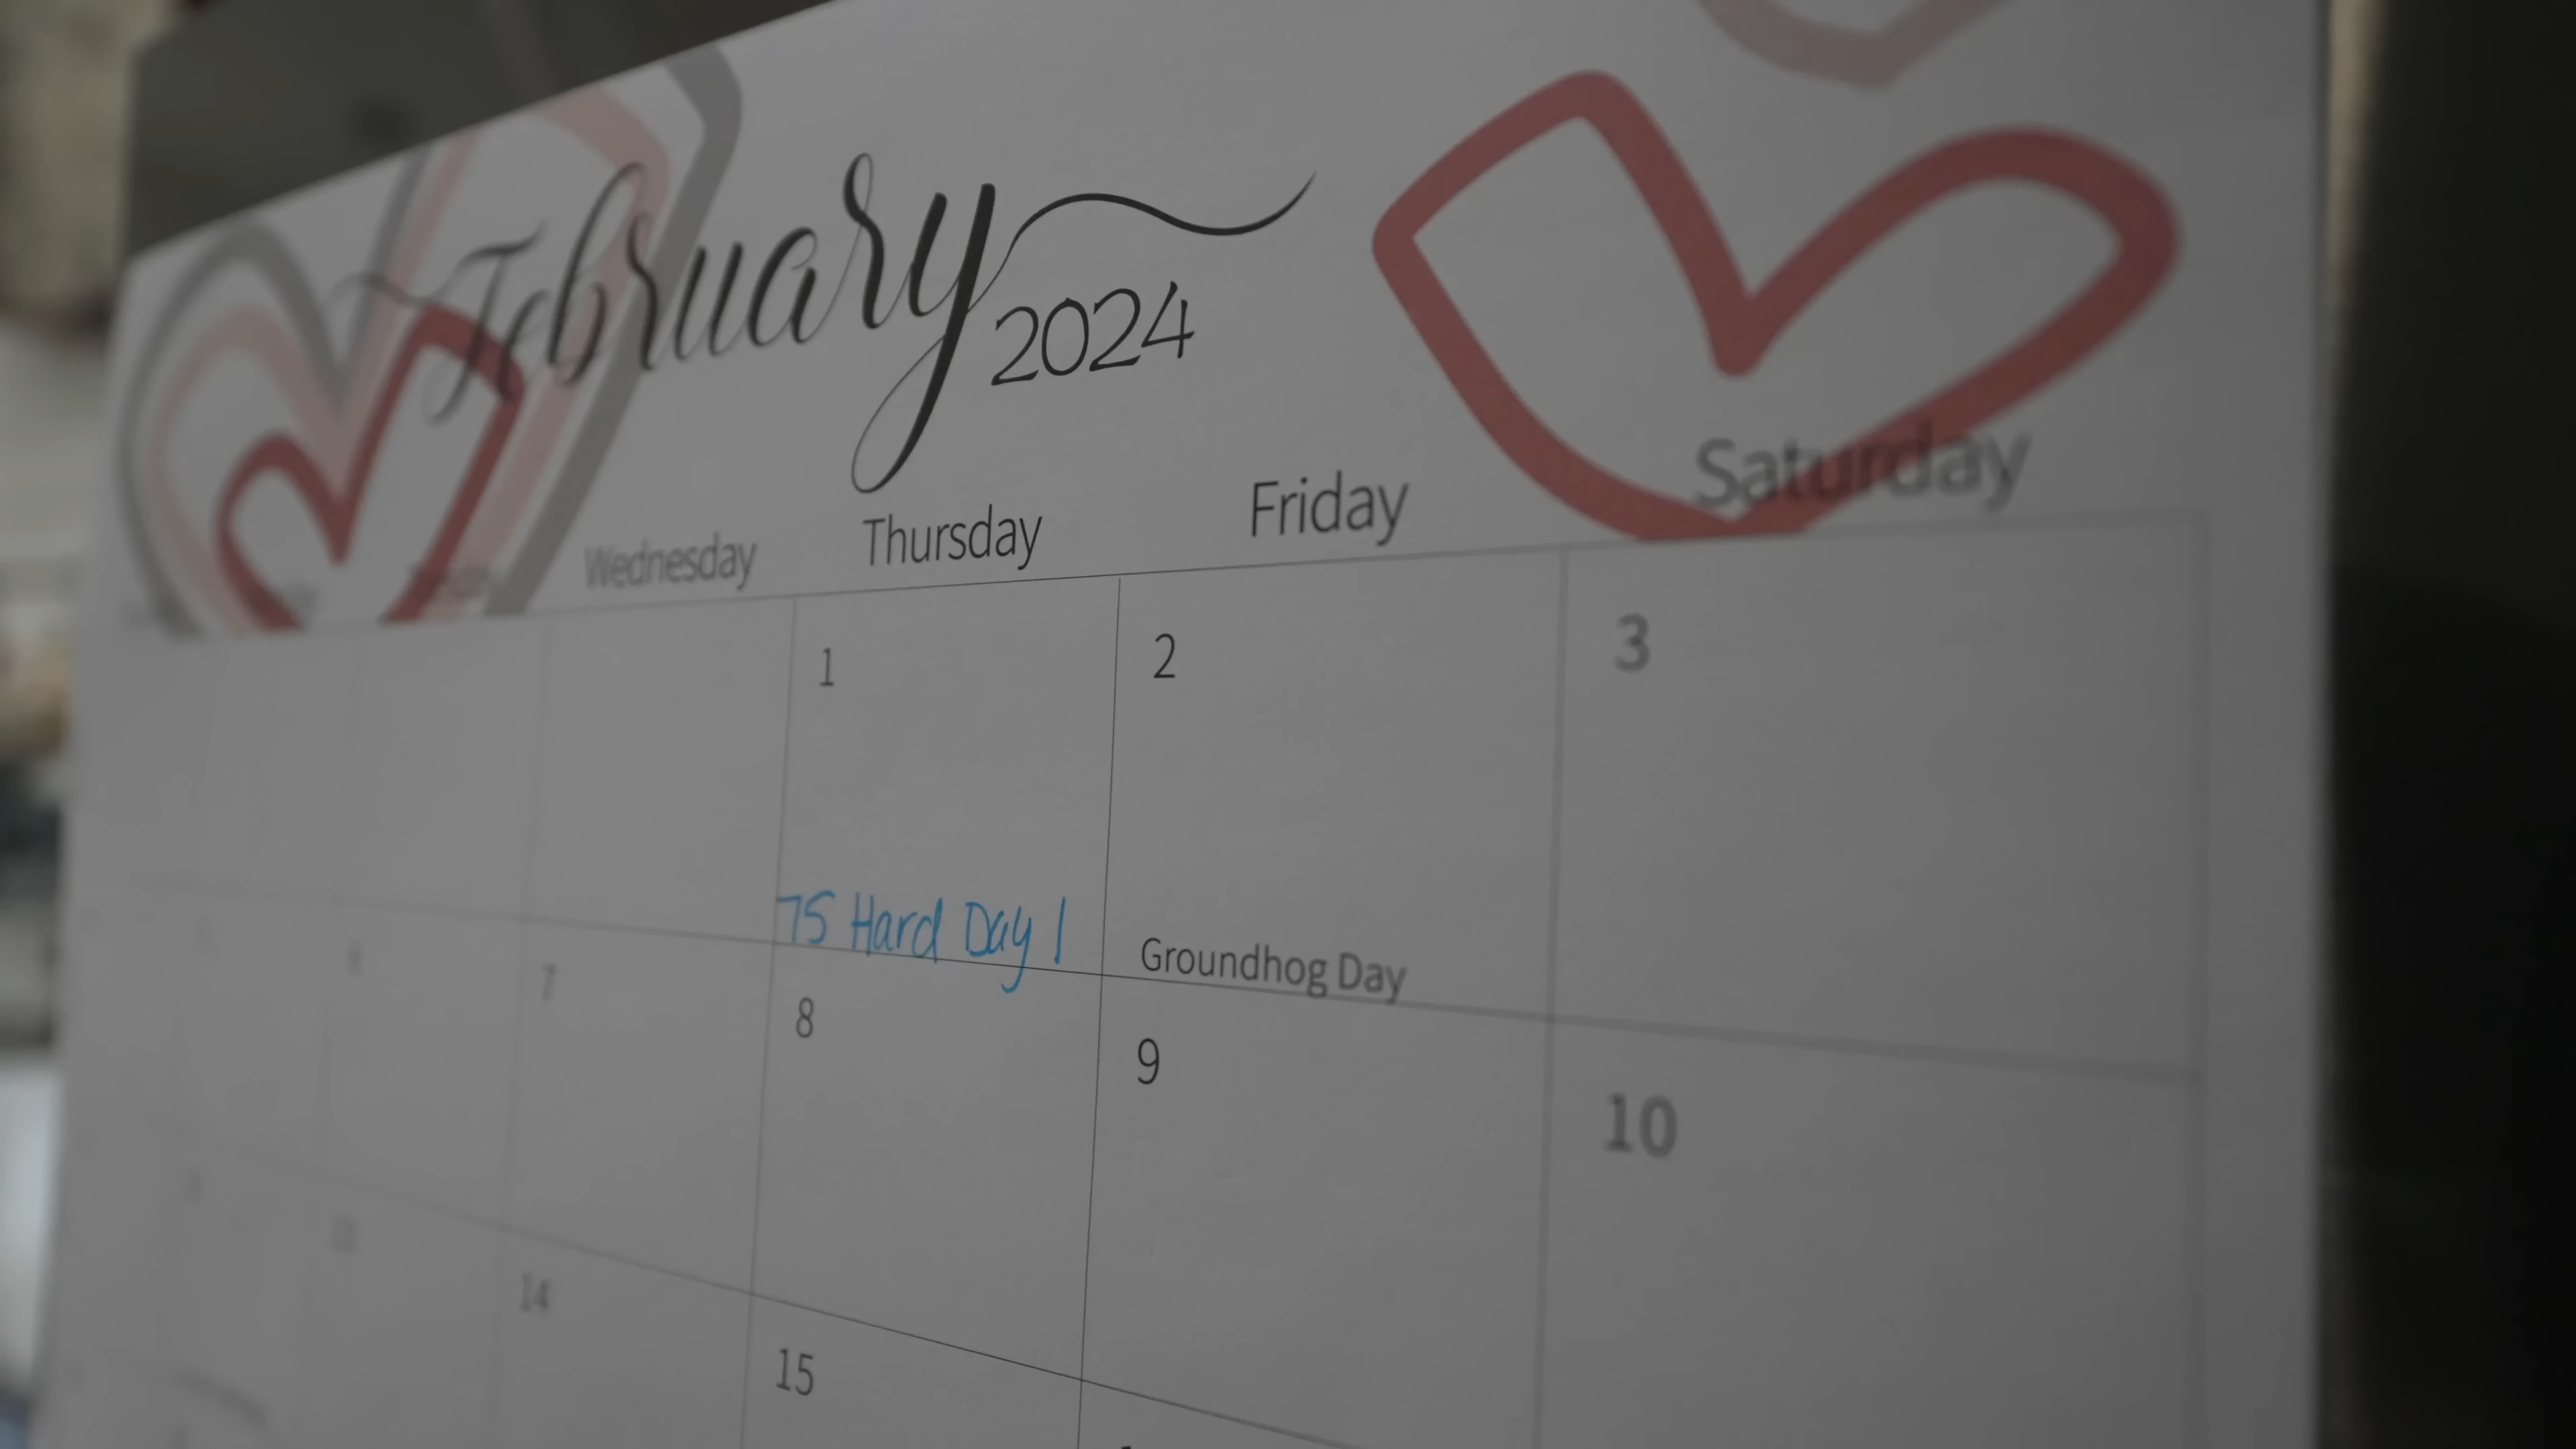 February
2024
Wednesday Thursday Friday Saturday
1 2 3
75 Hard Day 1
Groundhog Day
7 8 9 10
14 15